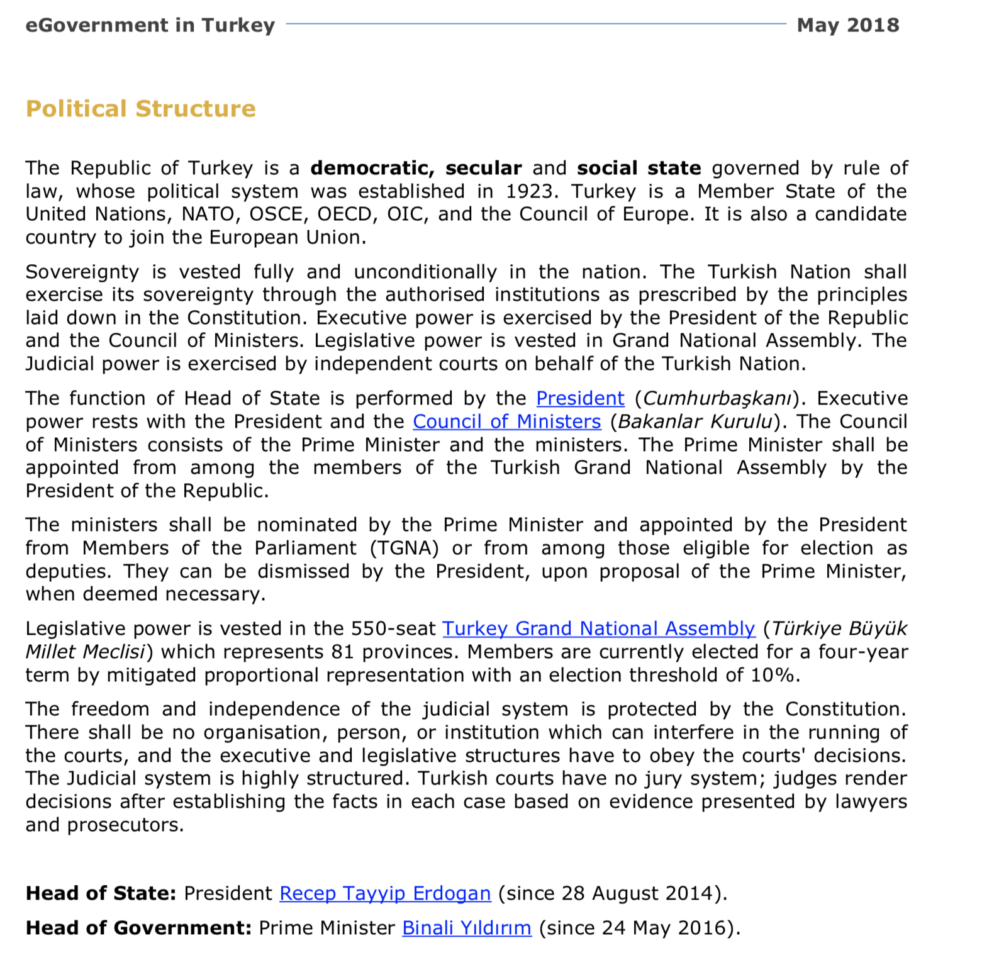 eGovernment in Turkey May 2018
Political Structure
The Republic of Turkey is a democratic, secular and social state governed by rule of
law, whose political system was established in 1923. Turkey is a Member State of the
United Nations, NATO, OSCE, OECD, OIC, and the Council of Europe. It is also a candidate
country to join the European Union.
Sovereignty is vested fully and unconditionally in the nation. The Turkish Nation shall
exercise its sovereignty through the authorised institutions as prescribed by the principles
laid down in the Constitution. Executive power is exercised by the President of the Republic
and the Council of Ministers. Legislative power is vested in Grand National Assembly. The
Judicial power is exercised by independent courts on behalf of the Turkish Nation.
The function of Head of State is performed by the President (Cumhurbaşkanı). Executive
power rests with the President and the Council of Ministers (Bakanlar Kurulu). The Council
of Ministers consists of the Prime Minister and the ministers. The Prime Minister shall be
appointed from among the members of the Turkish Grand National Assembly by the
President of the Republic.
The ministers shall be nominated by the Prime Minister and appointed by the President
from Members of the Parliament (TGNA) or from among those eligible for election as
deputies. They can be dismissed by the President, upon proposal of the Prime Minister,
when deemed necessary.
Legislative power is vested in the 550-seat Turkey Grand National Assembly (Türkiye Büyük
Millet Meclisi) which represents 81 provinces. Members are currently elected for a four-year
term by mitigated proportional representation with an election threshold of 10%.
The freedom and independence of the judicial system is protected by the Constitution.
There shall be no organisation, person, or institution which can interfere in the running of
the courts, and the executive and legislative structures have to obey the courts' decisions.
The Judicial system is highly structured. Turkish courts have no jury system; judges render
decisions after establishing the facts in each case based on evidence presented by lawyers
and prosecutors.
Head of State: President Recep Tayyip Erdogan (since 28 August 2014).
Head of Government: Prime Minister Binali Yıldırım (since 24 May 2016).